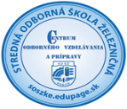 STREDNÁ ODBORNÁ ŠKOLA ŽELEZNIČNÁ
CENTRUM
ODBORNÉHO VZDELÁVANIA
A PRÍPRAVY
soszke.edupage.sk